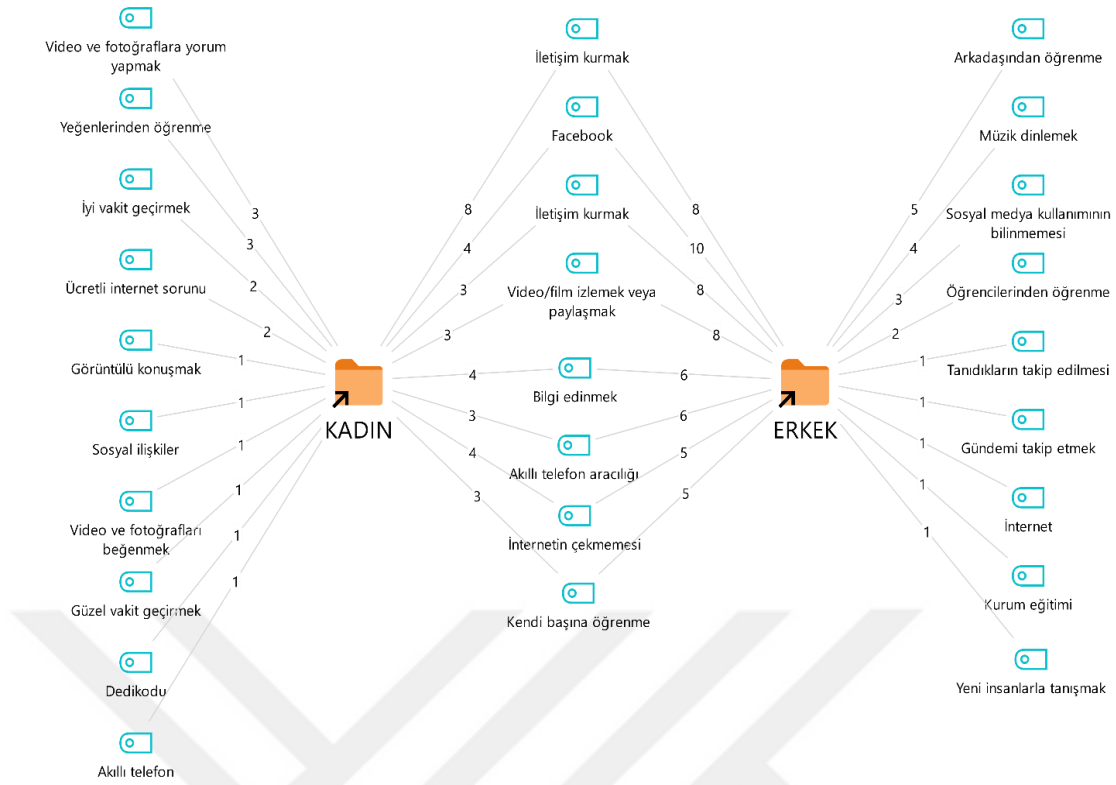 Video ve fotoğraflara yorum
yapmak
Yeğenlerinden öğrenme
İyi vakit geçirmek
Ücretli internet sorunu
Görüntülü konuşmak
Sosyal ilişkiler
Video ve fotoğrafları
beğenmek
Güzel vakit geçirmek
Dedikodu
Akıllı telefon
3
3
2
2
1
1
1
1
1
1
KADIN
8
4
3
3
4
3
4
3
İletişim kurmak
Facebook
İletişim kurmak
Video/film izlemek veya
paylaşmak
Bilgi edinmek
Akıllı telefon aracılığı
İnternetin çekmemesi
Kendi başına öğrenme
8
10
8
8
6
6
5
5
ERKEK
5
4
3
2
1
1
1
1
1
Arkadaşından öğrenme
Müzik dinlemek
Sosyal medya kullanımının
bilinmemesi
Öğrencilerinden öğrenme
Tanıdıkların takip edilmesi
Gündemi takip etmek
İnternet
Kurum eğitimi
Yeni insanlarla tanışmak